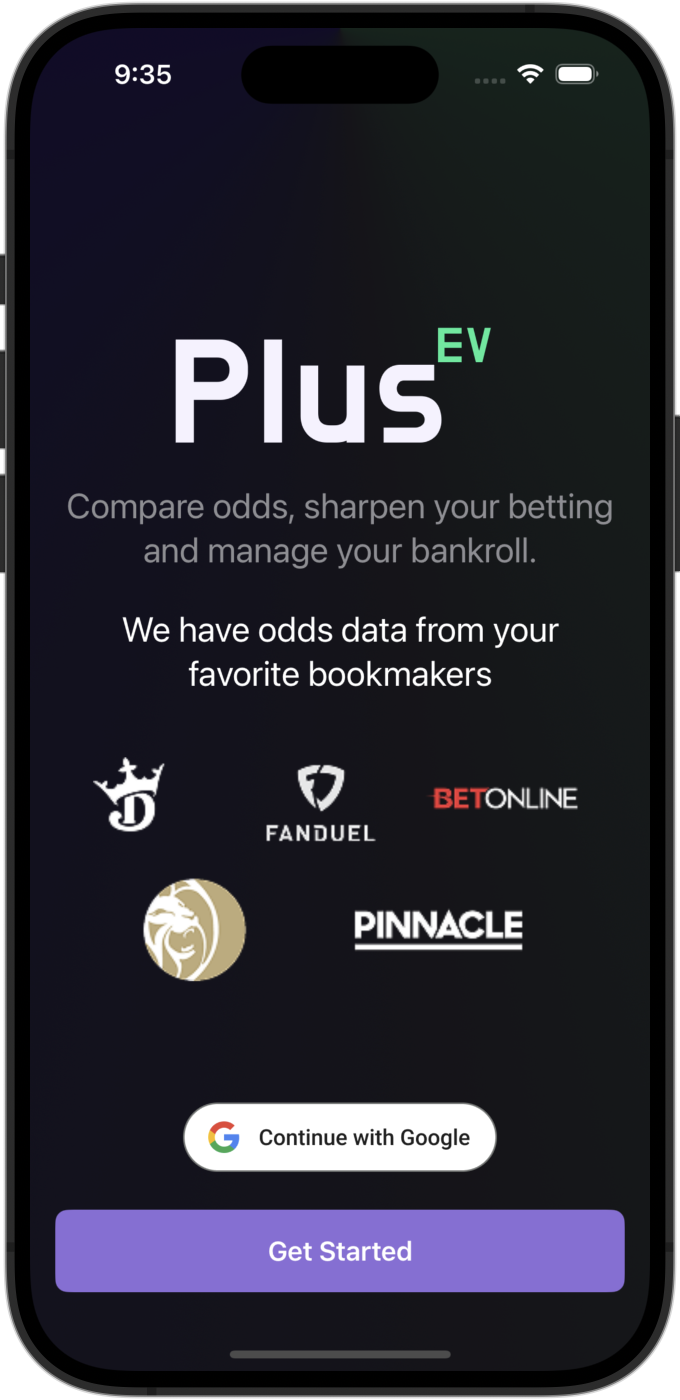 9:35
Plus EV
Compare odds, sharpen your betting
and manage your bankroll.
We have odds data from your
favorite bookmakers
D
FANDUEL
BETONLINE
PINNACLE
Continue with Google
Get Started